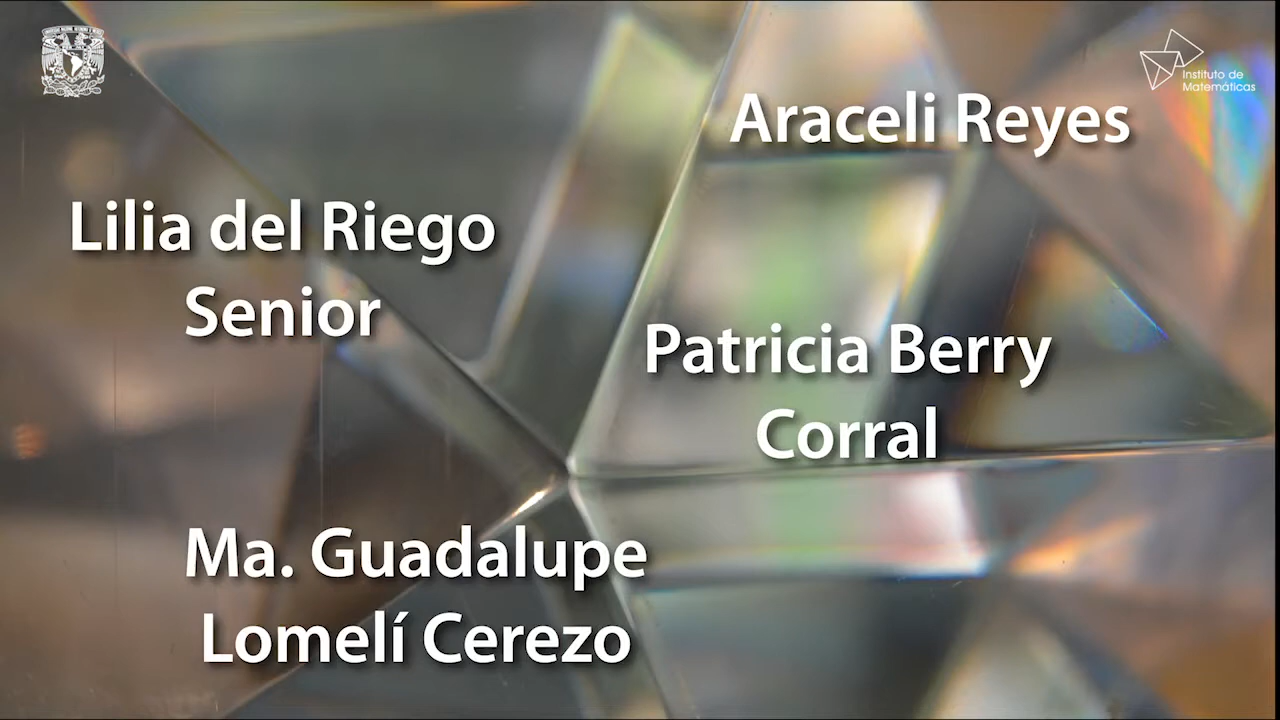 Instituto de
Matemáticas
Araceli Reyes
Lilia del Riego
Senior
Patricia Berry
Corral
Ma. Guadalupe
Lomelí Cerezo